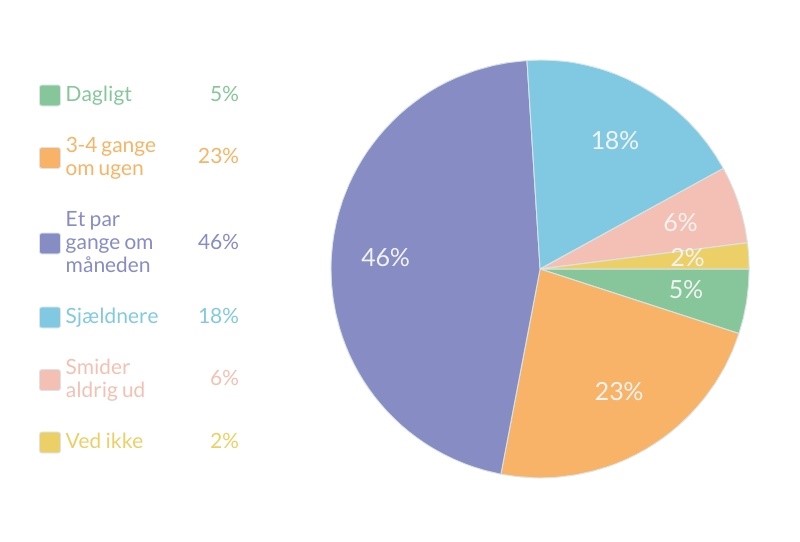 Dagligt 5%
3-4 gange
om ugen 23%
Et par
gange om
måneden 46%
Sjældnere 18%
Smider
aldrig ud 6%
Ved ikke 2%
18%
6%
2%
46%
5%
23%